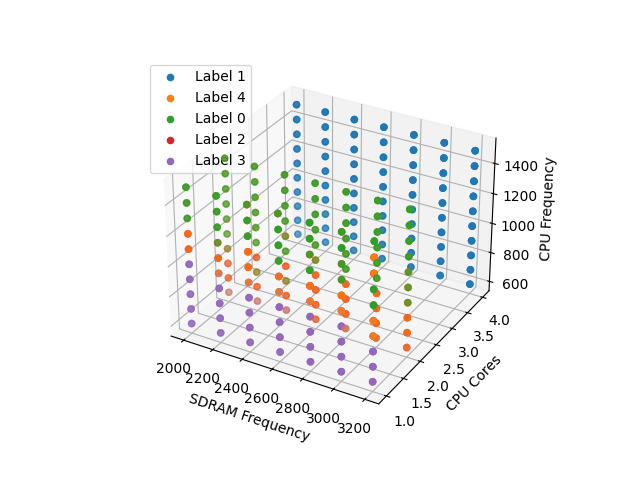 Label 1
Label 4
Label 0
Label 2
Label 3
1400
1200
1000
800
600
CPU Frequency
4.0
3.5
3.0
2.5
2.0
1.5
1.0
CPU Cores
2000
2200
2400
2600
2800
3000
3200
SDRAM Frequency